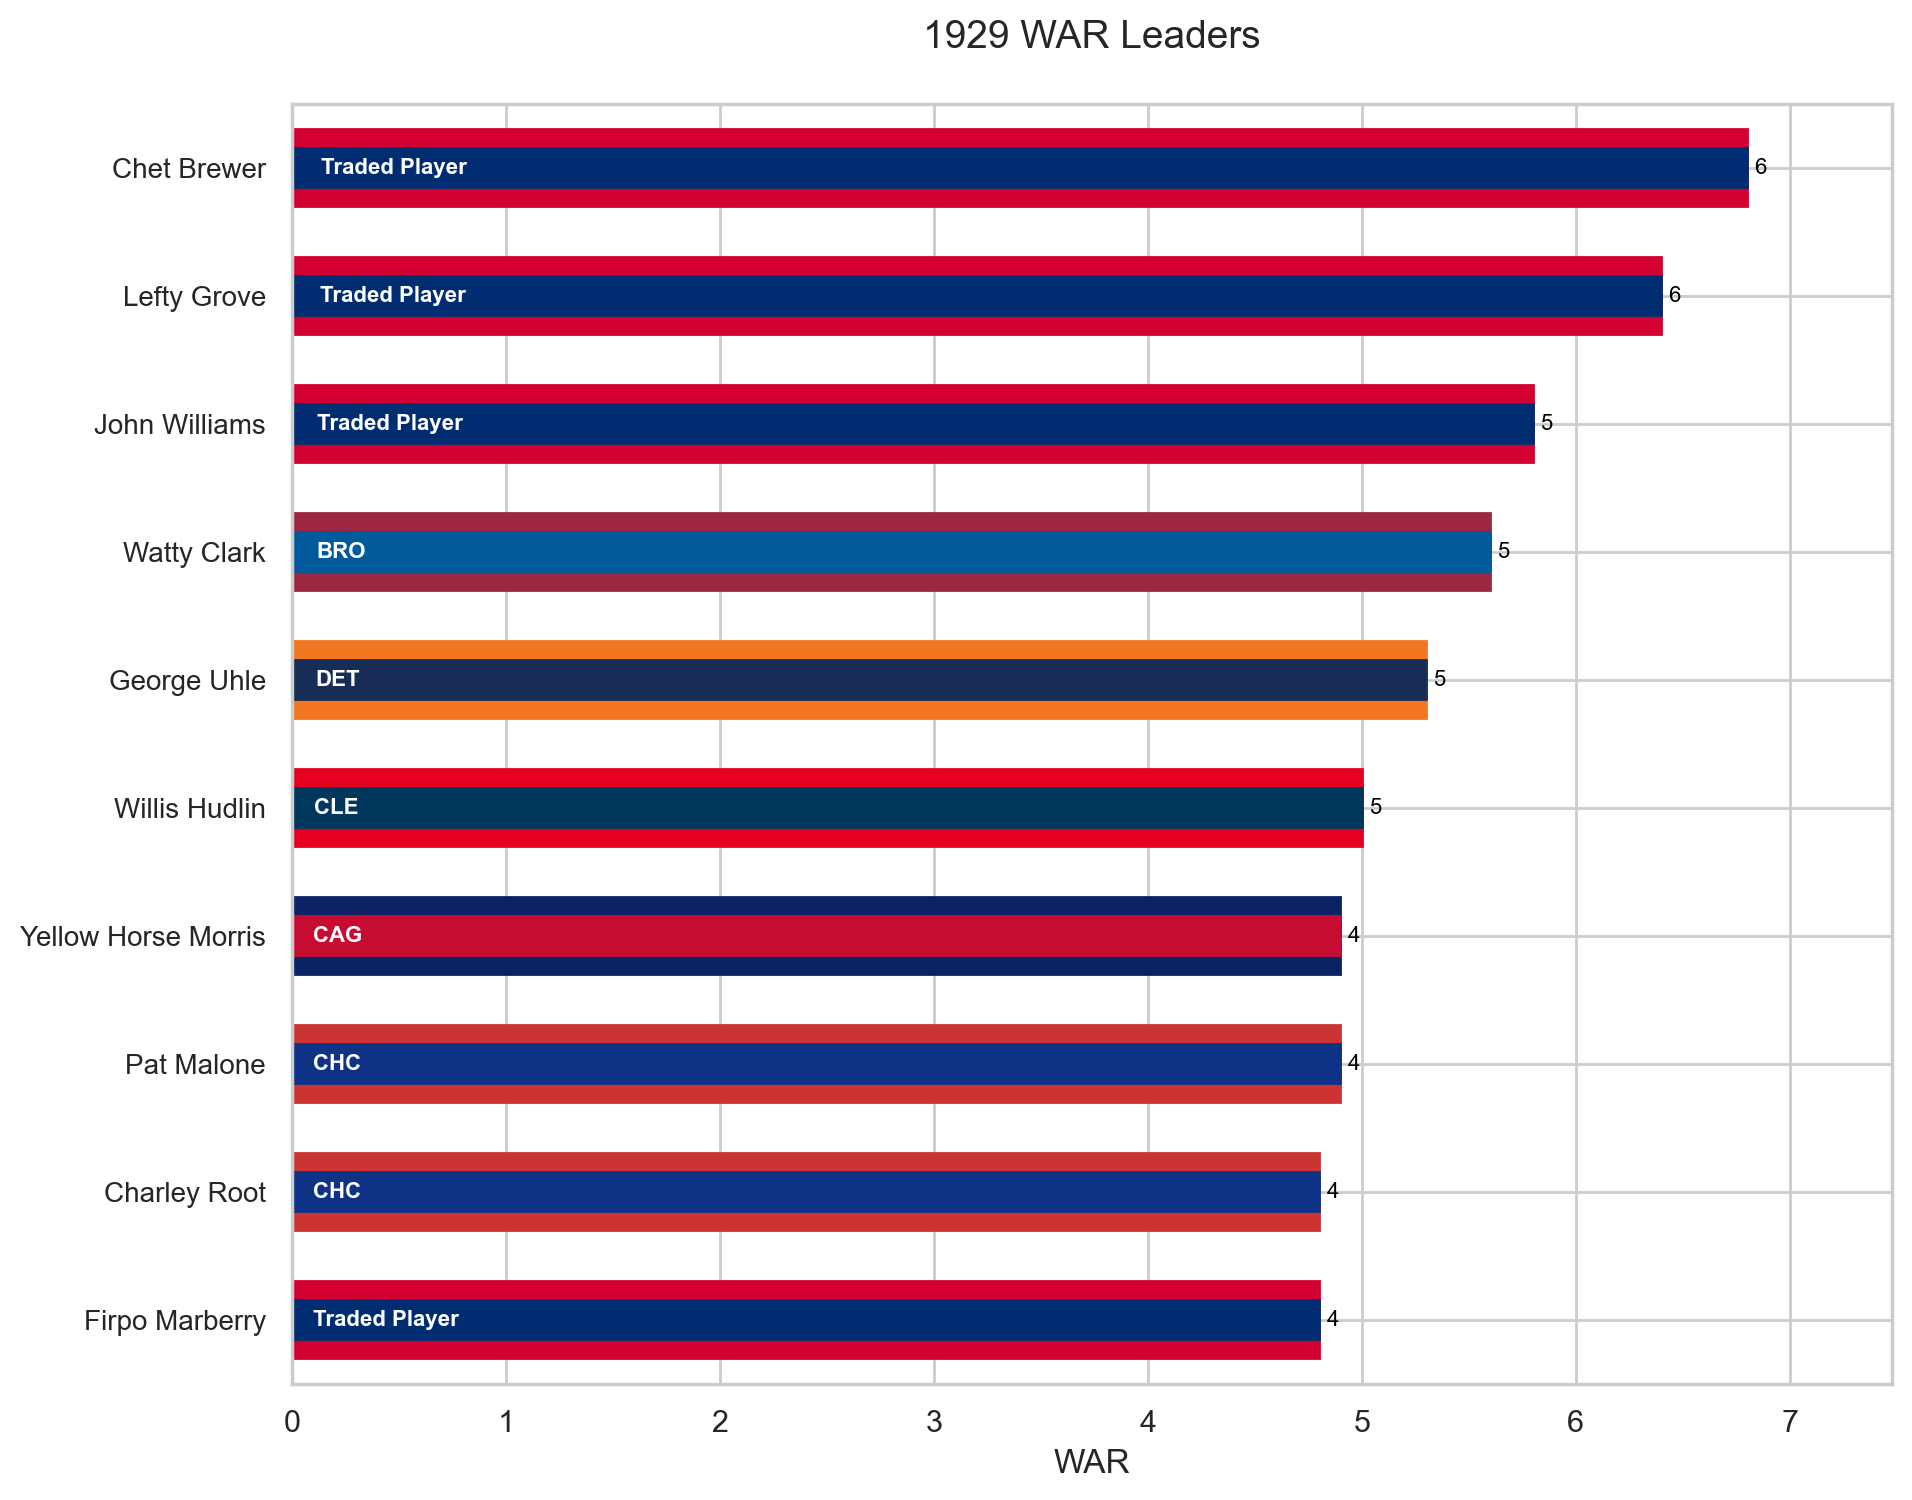 1929 WAR Leaders
Chet Brewer Traded Player 6
Lefty Grove Traded Player 6
John Williams Traded Player 5
Watty Clark BRO 5
George Uhle DET 5
Willis Hudlin CLE 5
Yellow Horse Morris CAG 4
Pat Malone CHC 4
Charley Root CHC 4
Firpo Marberry Traded Player 4
0 1 2 3 4 5 6 7
WAR